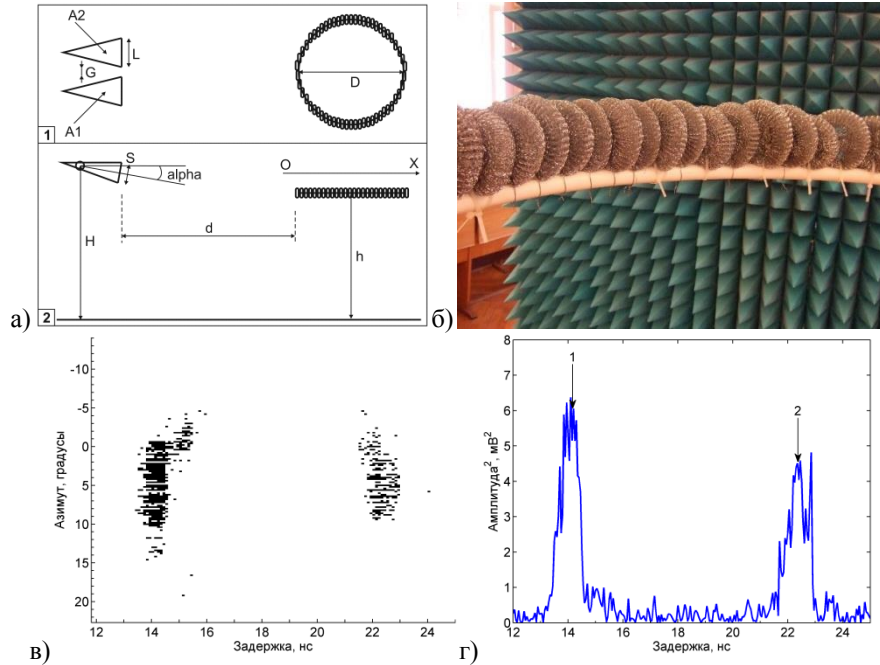 A2
L
G
A1
D
1
S
alpha
O
X
H
d
h
2
а)
б)
-10
-5
0
5
10
15
20
Азимут, градусы
12
14
16
18
20
22
24
Задержка, нс
в)
8
7
6
5
4
3
2
1
0
Амплитуда², мВ²
1
2
12
14
16
18
20
22
24
Задержка, нс
г)